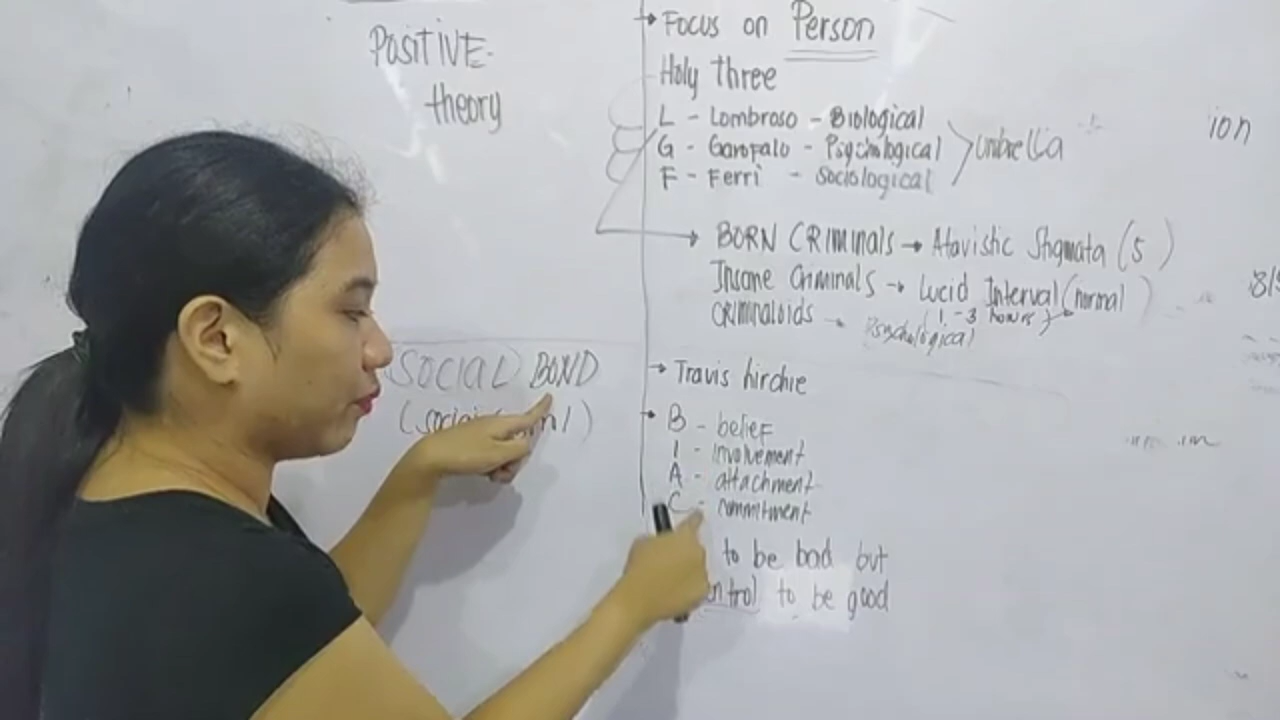 POSITIVE
theory
Focus on Person
Holy three
L - Lombroso - Biological
G - Garofalo - Psychological
F - Ferri - Sociological
Umbrella
BORN CRIMINALS → Atavistic Stigmata (5)
Insane Criminals → Lucid Interval (normal)
1-3 hours
CRIMINALOIDS → Psychological
SOCIAL BOND
→ Travis hirchie
B - belief
I - involvement
A - attachment
C - commitment
to be bad but
to be good
ion